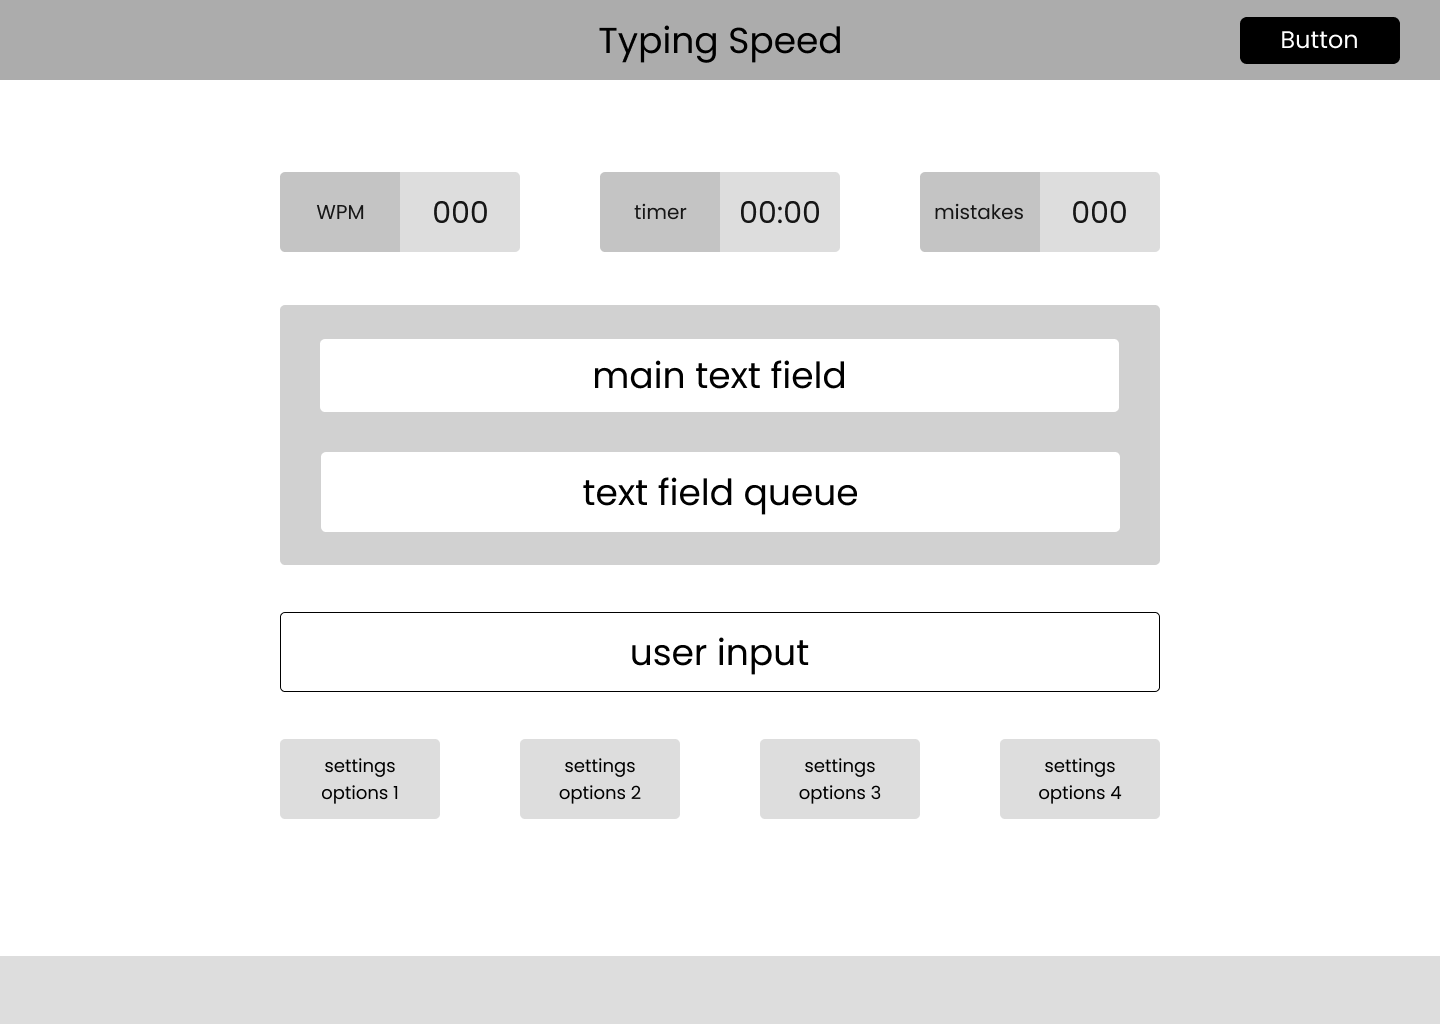 Typing Speed
Button
WPM
000
timer
00:00
mistakes
000
main text field
text field queue
user input
settings
options 1
settings
options 2
settings
options 3
settings
options 4